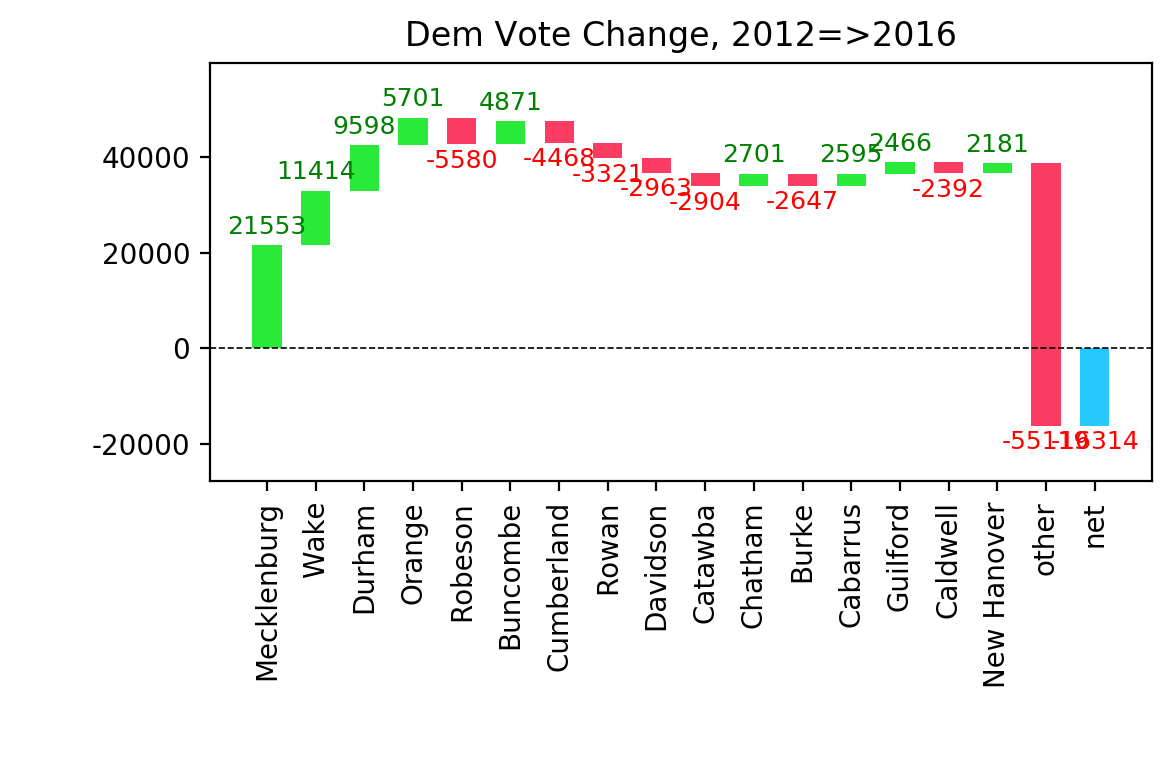 Dem Vote Change, 2012=>2016
40000
20000
0
-20000
21553
11414
9598
5701
-5580
4871
-4468
-3321
-2963
-2904
2701
-2647
2595
2466
-2392
2181
-55119
-16314
Mecklenburg
Wake
Durham
Orange
Robeson
Buncombe
Cumberland
Rowan
Davidson
Catawba
Chatham
Burke
Cabarrus
Guilford
Caldwell
New Hanover
other
net